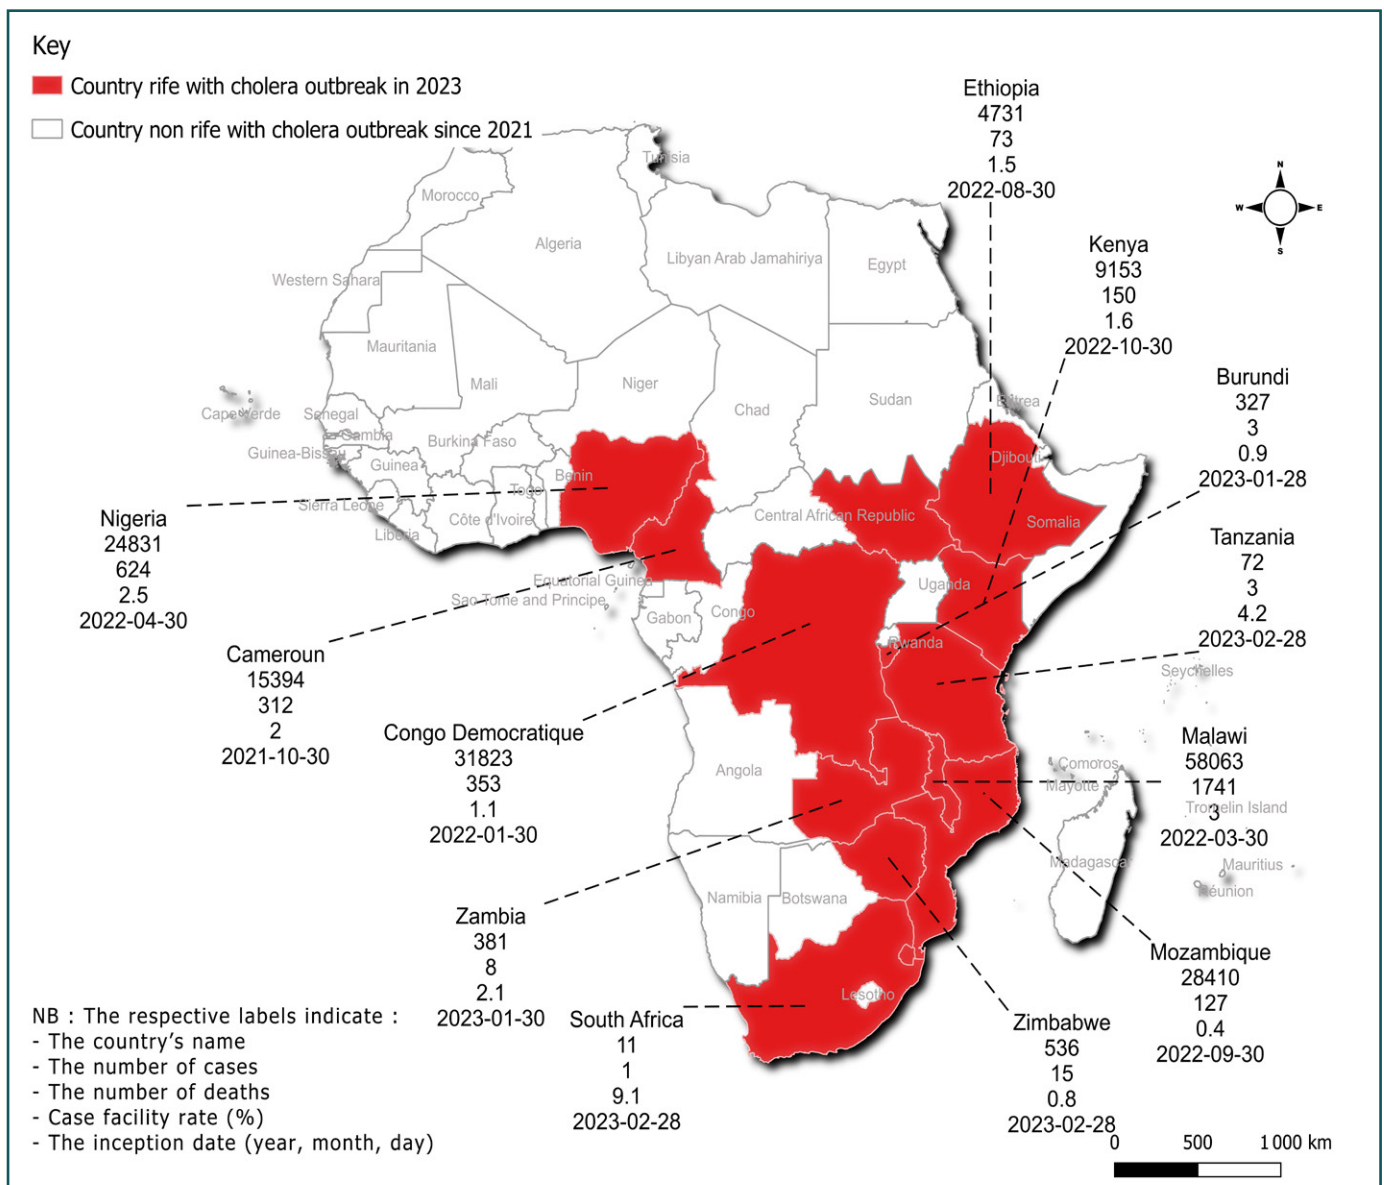 Key
Country rife with cholera outbreak in 2023
Country non rife with cholera outbreak since 2021
Ethiopia
4731
73
1.5
2022-08-30
N
W
E
S
Kenya
9153
150
1.6
2022-10-30
Burundi
327
3
0.9
2023-01-28
Tanzania
72
3
4.2
2023-02-28
Malawi
58063
1741
3
2022-03-30
Mozambique
28410
127
0.4
2022-09-30
Zimbabwe
536
15
0.8
2023-02-28
South Africa
11
1
9.1
2023-02-28
Zambia
381
8
2.1
2023-01-30
Congo Democratique
31823
353
1.1
2022-01-30
Cameroun
15394
312
2
2021-10-30
Nigeria
24831
624
2.5
2022-04-30
Tunisia
Morocco
Algeria
Libyan Arab Jamahiriya
Egypt
Western Sahara
Mauritania
Mali
Niger
Chad
Sudan
Eritrea
Cape Verde
Senegal
Gambia
Guinea-Bissau
Guinea
Burkina Faso
Benin
Togo
Sierra Leone
Côte d'Ivoire
Liberia
Djibouti
Somalia
Central African Republic
Equatorial Guinea
Sao Tome and Principe
Gabon
Congo
Uganda
Rwanda
Seychelles
Angola
Comoros
Mayotte
Tromelin Island
Madagascar
Mauritius
Réunion
Namibia
Botswana
Lesotho
NB : The respective labels indicate :
- The country's name
- The number of cases
- The number of deaths
- Case facility rate (%)
- The inception date (year, month, day)
0 500 1 000 km